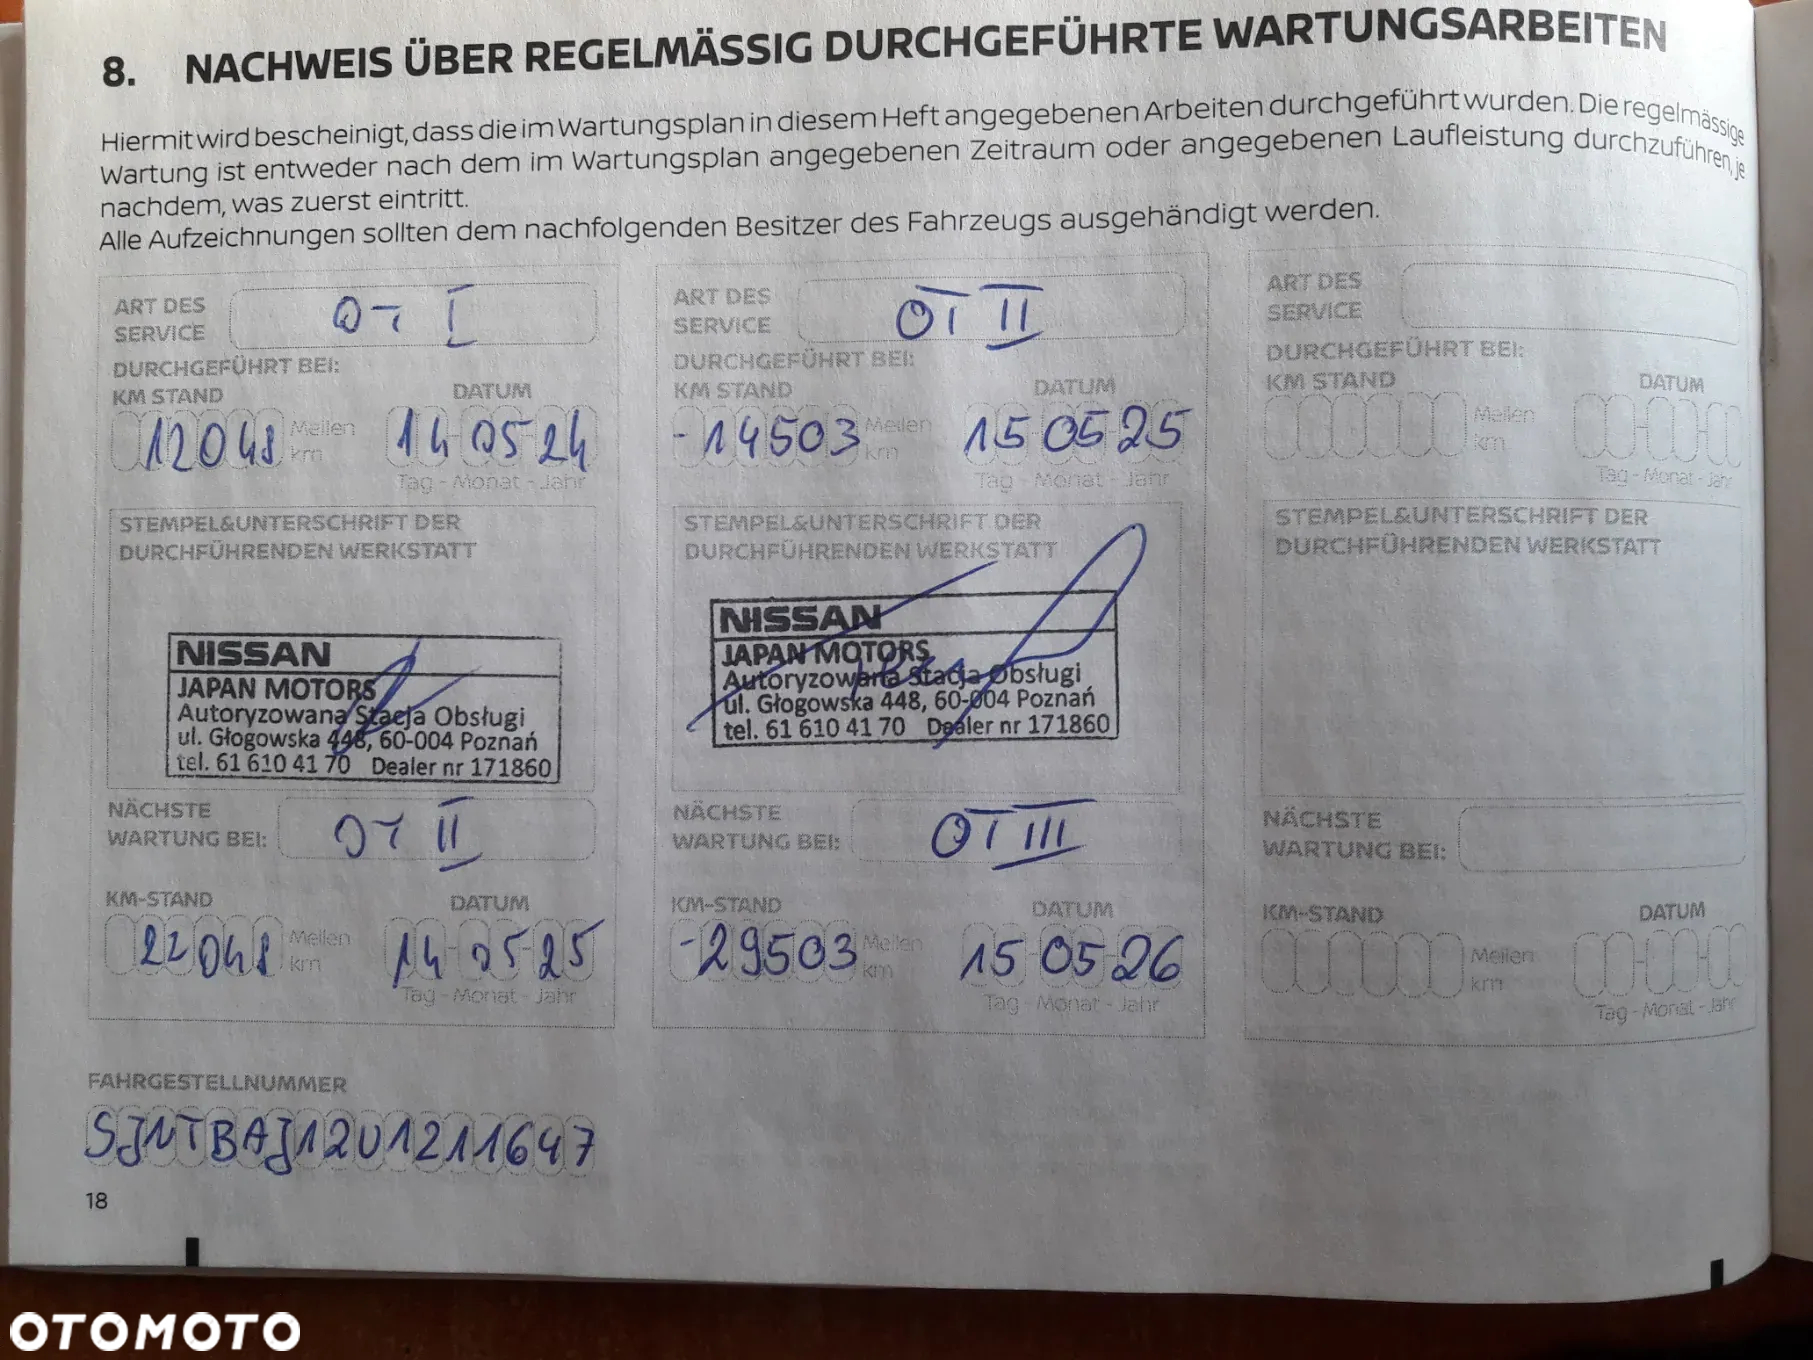 8. NACHWEIS ÜBER REGELMÄSSIG DURCHGEFÜHRTE WARTUNGSARBEITEN
Hiermit wird bescheinigt, dass die im Wartungsplan in diesem Heft angegebenen Arbeiten durchgeführt wurden. Die regelmässige
Wartung ist entweder nach dem im Wartungsplan angegebenen Zeitraum oder angegebenen Laufleistung durchzuführen, je
nachdem, was zuerst eintritt.
Alle Aufzeichnungen sollten dem nachfolgenden Besitzer des Fahrzeugs ausgehändigt werden.
ART DES
SERVICE
OT I
DURCHGEFÜHRT BEI:
KM STAND DATUM
12048 Meilen
km
14-05-24
Tag - Monat - Jahr
STEMPEL&UNTERSCHRIFT DER
DURCHFÜHRENDEN WERKSTATT
NISSAN
JAPAN MOTORS
Autoryzowana Stacja Obsługi
ul. Głogowska 448, 60-004 Poznań
tel. 61 610 41 70 Dealer nr 171860
NÄCHSTE
WARTUNG BEI:
OT II
KM-STAND DATUM
22048 Meilen
km
14-05-25
Tag - Monat - Jahr
ART DES
SERVICE
OT II
DURCHGEFÜHRT BEI:
KM STAND DATUM
-14503 Meilen
km
15 05 25
Tag - Monat - Jahr
STEMPEL&UNTERSCHRIFT DER
DURCHFÜHRENDEN WERKSTATT
NISSAN
JAPAN MOTORS
Autoryzowana Stacja Obsługi
ul. Głogowska 448, 60-004 Poznań
tel. 61 610 41 70 Dealer nr 171860
NÄCHSTE
WARTUNG BEI:
OT III
KM-STAND DATUM
-29503 Meilen
km
15 05 26
Tag - Monat - Jahr
ART DES
SERVICE
DURCHGEFÜHRT BEI:
KM STAND DATUM
Meilen
km
Tag - Monat - Jahr
STEMPEL&UNTERSCHRIFT DER
DURCHFÜHRENDEN WERKSTATT
NÄCHSTE
WARTUNG BEI:
KM-STAND DATUM
Meilen
km
Tag - Monat - Jahr
FAHRGESTELLNUMMER
SJNTBAJ12U1211647
18
OTOMOTO